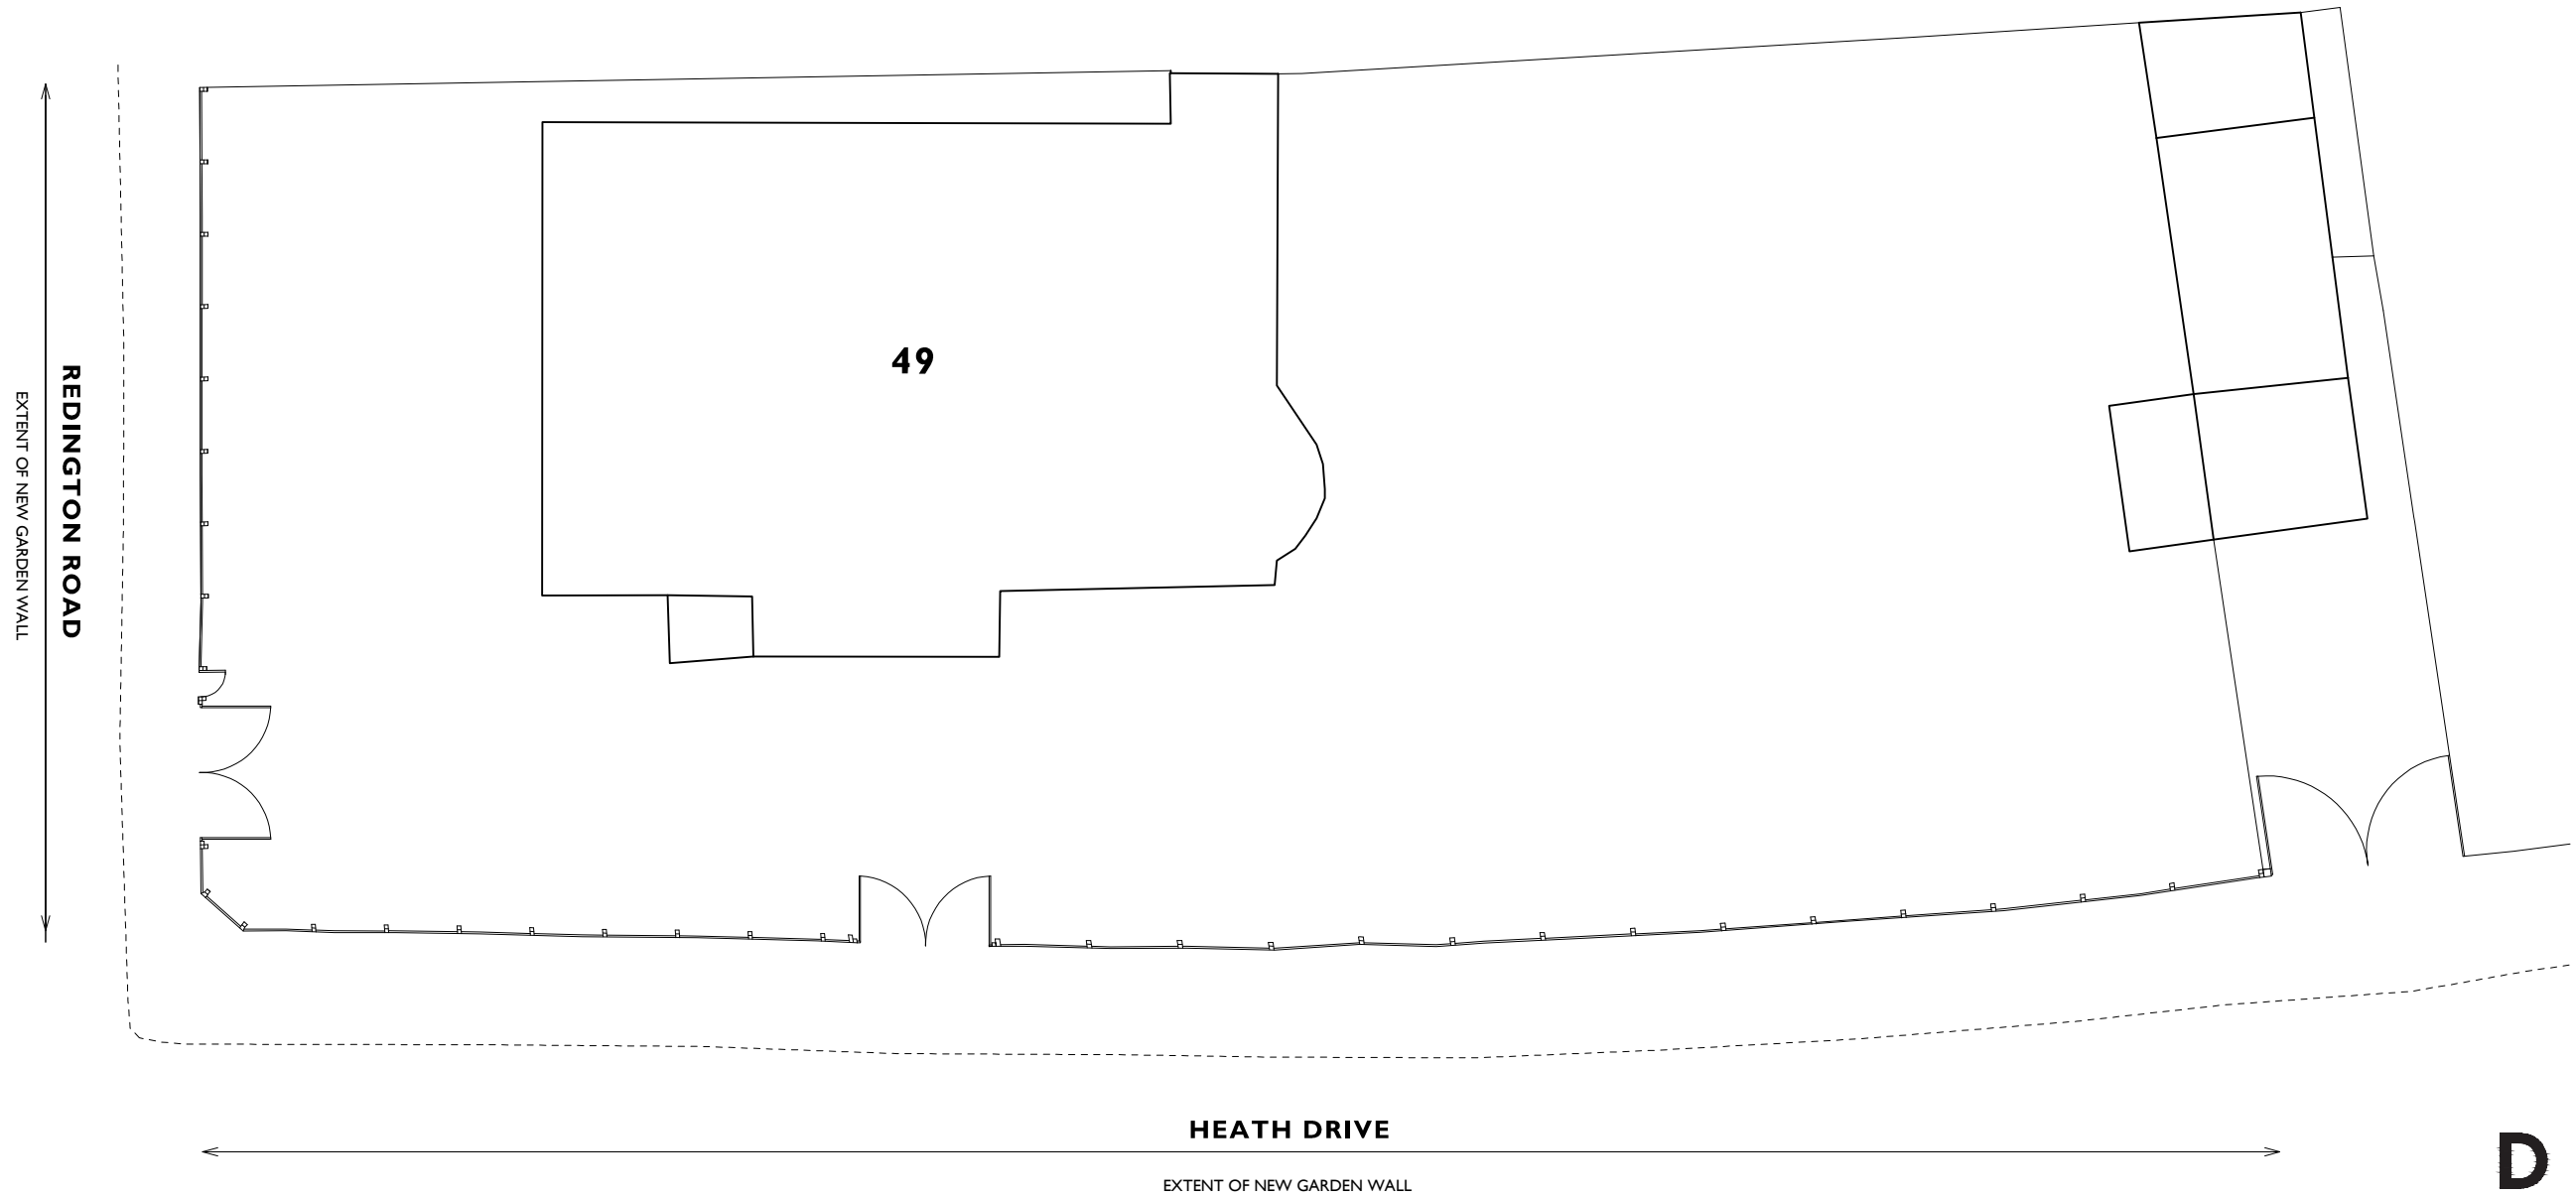 49
REDINGTON ROAD
EXTENT OF NEW GARDEN WALL
HEATH DRIVE
EXTENT OF NEW GARDEN WALL
D